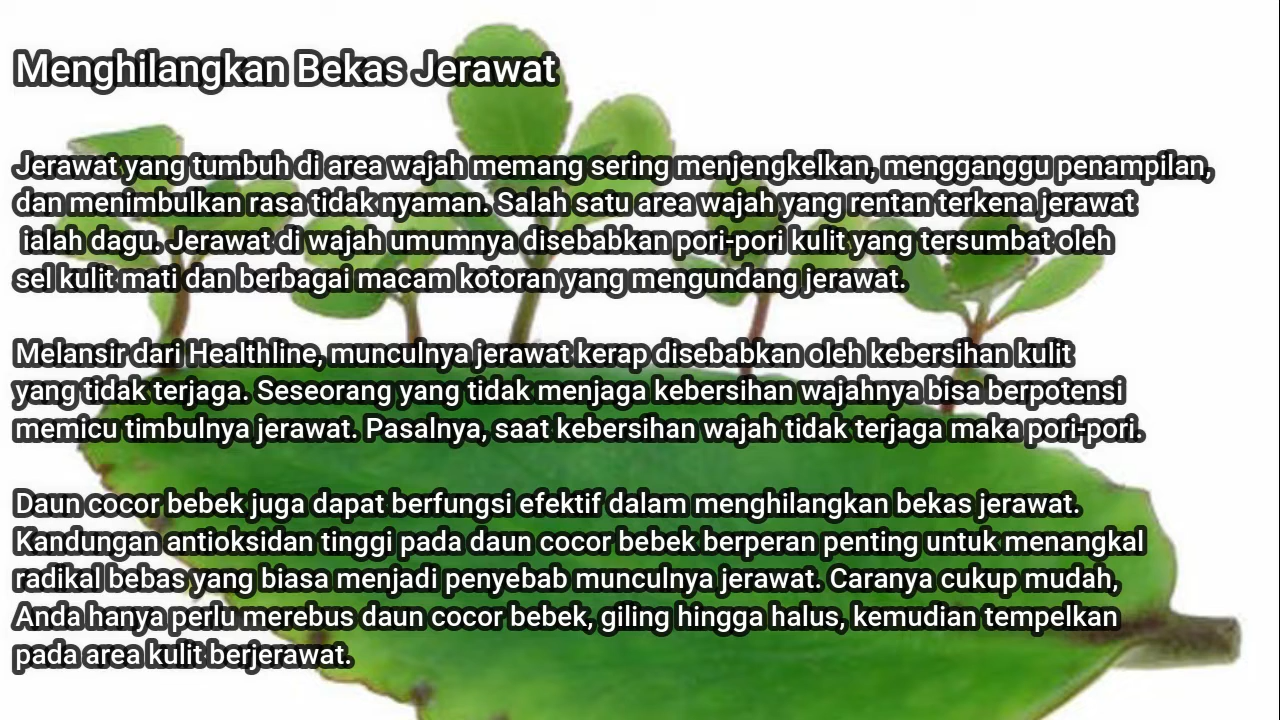 Menghilangkan Bekas Jerawat
Jerawat yang tumbuh di area wajah memang sering menjengkelkan, mengganggu penampilan,
dan menimbulkan rasa tidak nyaman. Salah satu area wajah yang rentan terkena jerawat
ialah dagu. Jerawat di wajah umumnya disebabkan pori-pori kulit yang tersumbat oleh
sel kulit mati dan berbagai macam kotoran yang mengundang jerawat.
Melansir dari Healthline, munculnya jerawat kerap disebabkan oleh kebersihan kulit
yang tidak terjaga. Seseorang yang tidak menjaga kebersihan wajahnya bisa berpotensi
memicu timbulnya jerawat. Pasalnya, saat kebersihan wajah tidak terjaga maka pori-pori.
Daun cocor bebek juga dapat berfungsi efektif dalam menghilangkan bekas jerawat.
Kandungan antioksidan tinggi pada daun cocor bebek berperan penting untuk menangkal
radikal bebas yang biasa menjadi penyebab munculnya jerawat. Caranya cukup mudah,
Anda hanya perlu merebus daun cocor bebek, giling hingga halus, kemudian tempelkan
pada area kulit berjerawat.